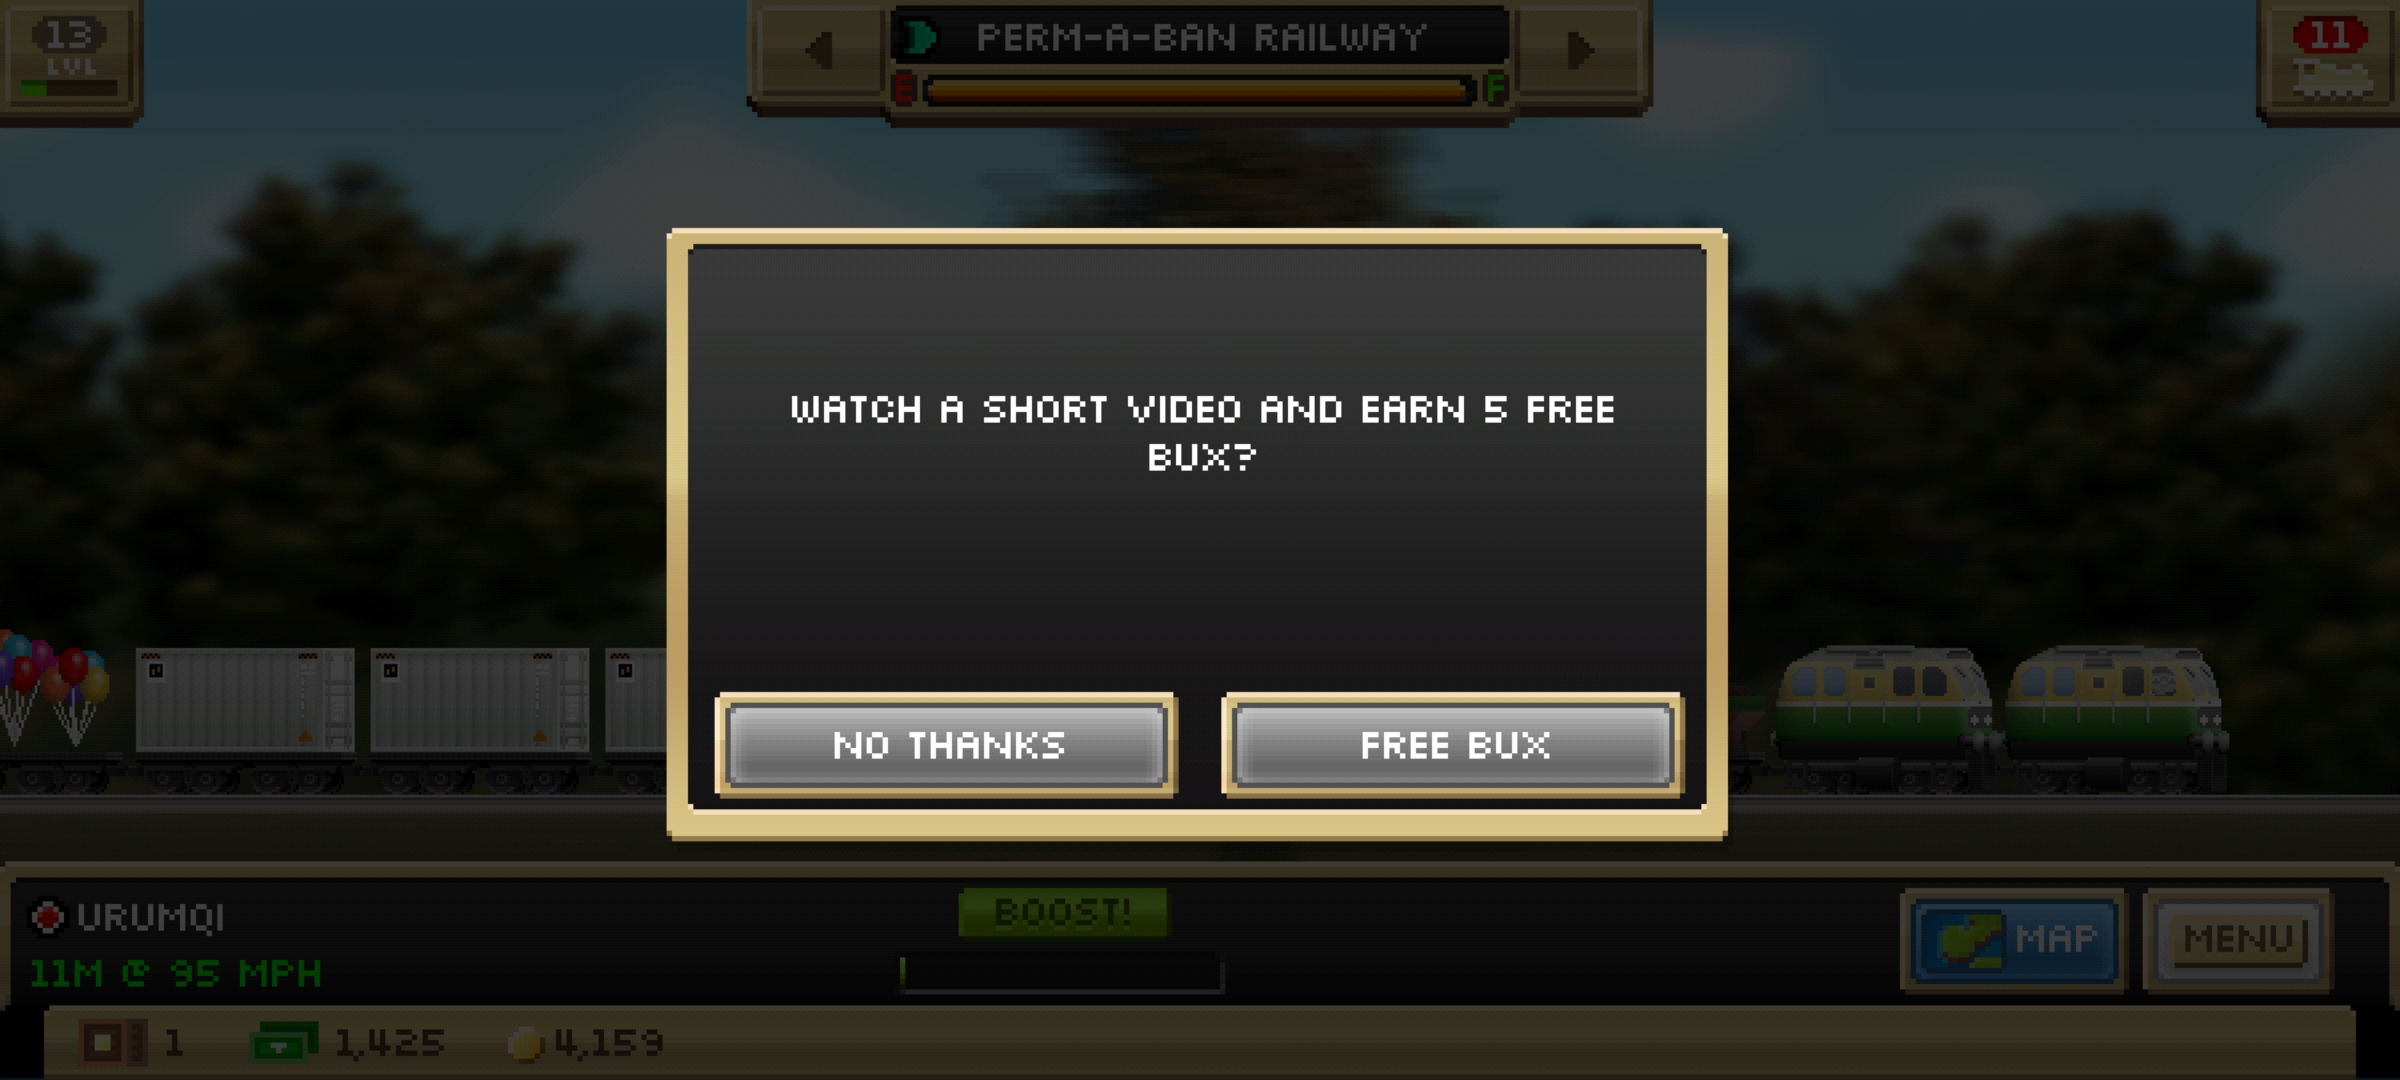 13
LVL
PERM-A-BAN RAILWAY
E
F
11
WATCH A SHORT VIDEO AND EARN 5 FREE
BUX?
NO THANKS
FREE BUX
URUMQI
11M @ 95 MPH
BOOST!
MAP
MENU
1
1,425
4,159